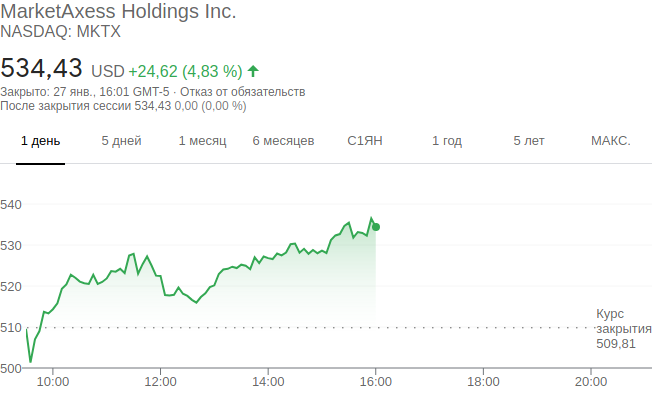 MarketAxess Holdings Inc.
NASDAQ: MKTX
534,43 USD +24,62 (4,83 %)
Закрыто: 27 янв., 16:01 GMT-5 · Отказ от обязательств
После закрытия сессии 534,43 0,00 (0,00 %)
1 день 5 дней 1 месяц 6 месяцев С1ЯН 1 год 5 лет МАКС.
540
530
520
510
500
Курс
закрытия
509,81
10:00 12:00 14:00 16:00 18:00 20:00